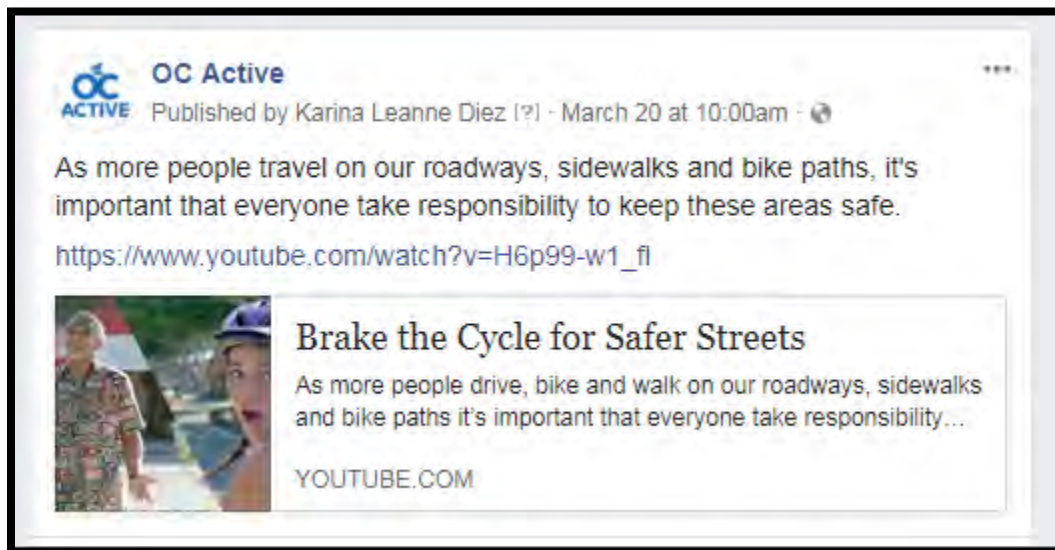 OC
ACTIVE
OC Active
Published by Karina Leanne Diez [?] · March 20 at 10:00am ·
As more people travel on our roadways, sidewalks and bike paths, it's
important that everyone take responsibility to keep these areas safe.
https://www.youtube.com/watch?v=H6p99-w1_fI
Brake the Cycle for Safer Streets
As more people drive, bike and walk on our roadways, sidewalks
and bike paths it’s important that everyone take responsibility…
YOUTUBE.COM